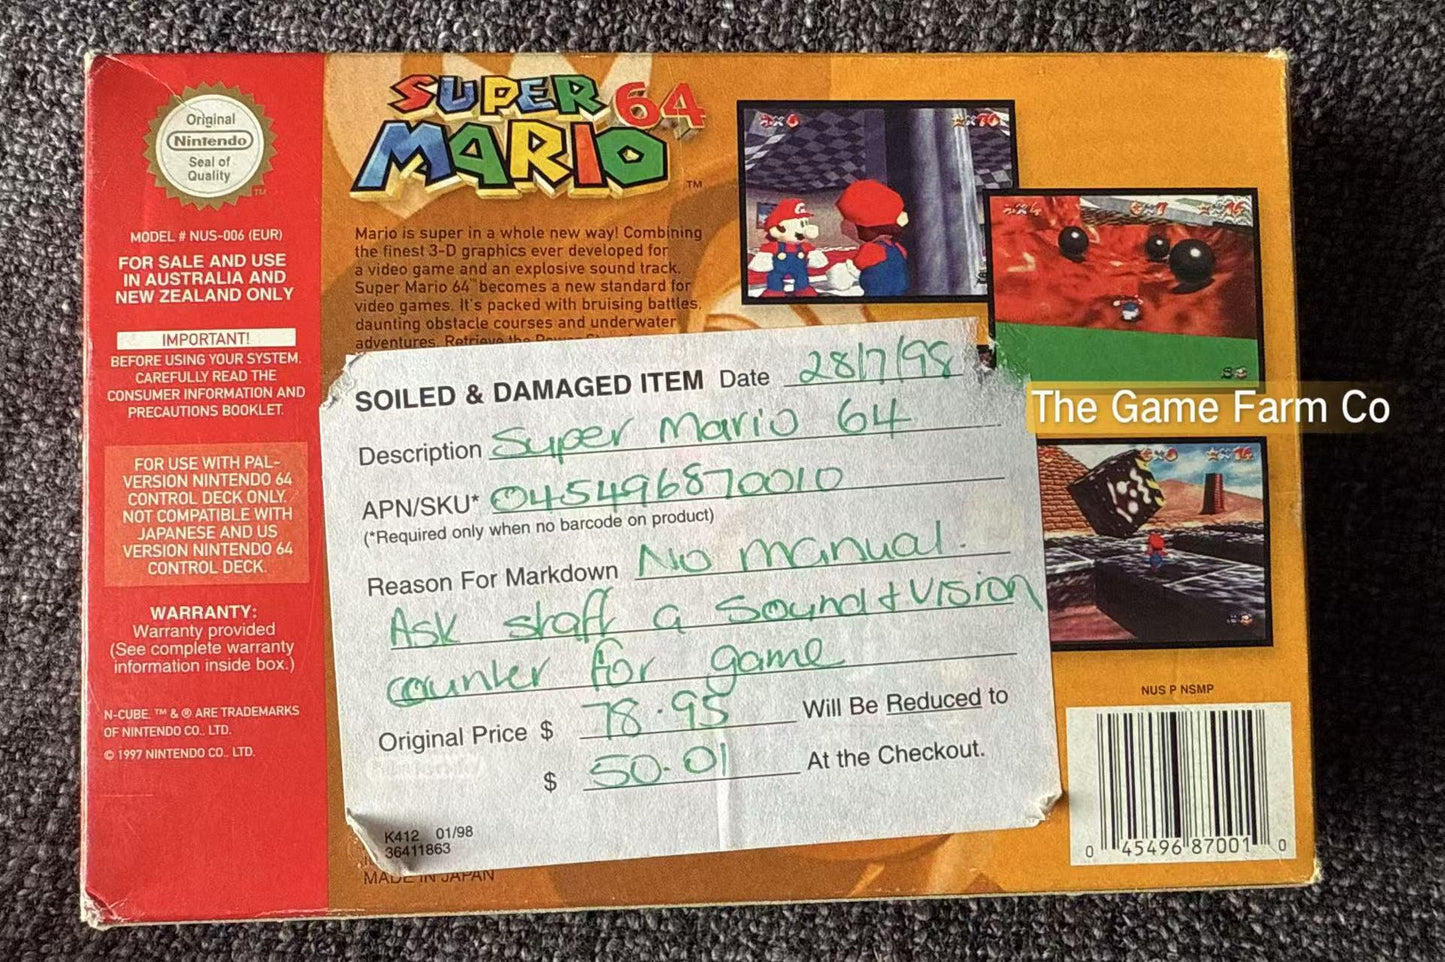 Original
Nintendo
Seal of
Quality
TM
MODEL # NUS-006 (EUR)
FOR SALE AND USE
IN AUSTRALIA AND
NEW ZEALAND ONLY
IMPORTANT!
BEFORE USING YOUR SYSTEM,
CAREFULLY READ THE
CONSUMER INFORMATION AND
PRECAUTIONS BOOKLET.
FOR USE WITH PAL-
VERSION NINTENDO 64
CONTROL DECK ONLY.
NOT COMPATIBLE WITH
JAPANESE AND US
VERSION NINTENDO 64
CONTROL DECK.
WARRANTY:
Warranty provided
(See complete warranty
information inside box.)
N-CUBE, ™ & ® ARE TRADEMARKS
OF NINTENDO CO., LTD.
© 1997 NINTENDO CO., LTD.
SUPER
MARIO 64
TM
Mario is super in a whole new way! Combining
the finest 3-D graphics ever developed for
a video game and an explosive sound track,
Super Mario 64™ becomes a new standard for
video games. It's packed with bruising battles,
daunting obstacle courses and underwater
adventures. Retrieve the Power
SOILED & DAMAGED ITEM Date 28/7/98
Description Super Mario 64
APN/SKU* 045496870010
(*Required only when no barcode on product)
Reason For Markdown No manual.
Ask staff a sound & vision
counter for game
Original Price $ 78.95 Will Be Reduced to
$ 50.01 At the Checkout.
K412 01/98
36411863
MADE IN JAPAN
The Game Farm Co
NUS P NSMP
0 45496 87001 0